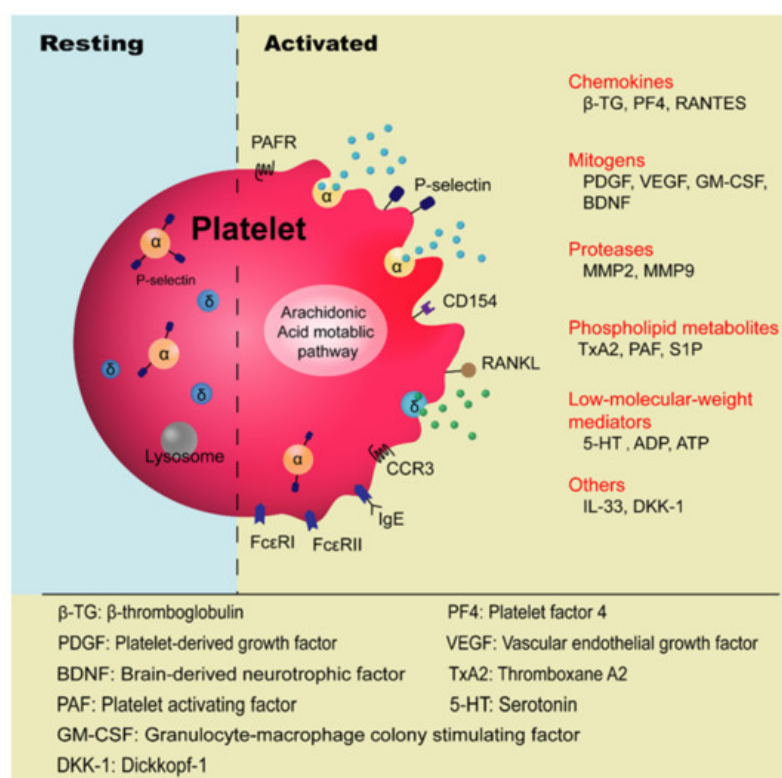 Resting
Activated
Chemokines
β-TG, PF4, RANTES
PAFR
α
P-selectin
Mitogens
PDGF, VEGF, GM-CSF,
BDNF
Platelet
α
P-selectin
α
Proteases
MMP2, MMP9
δ
CD154
Arachidonic
Acid motablic
pathway
Phospholipid metabolites
TxA2, PAF, S1P
α
δ
RANKL
δ
δ
Low-molecular-weight
mediators
5-HT , ADP, ATP
Lysosome
α
CCR3
Others
IL-33, DKK-1
IgE
FcεRI
FcεRII
β-TG: β-thromboglobulin
PF4: Platelet factor 4
PDGF: Platelet-derived growth factor
VEGF: Vascular endothelial growth factor
BDNF: Brain-derived neurotrophic factor
TxA2: Thromboxane A2
PAF: Platelet activating factor
5-HT: Serotonin
GM-CSF: Granulocyte-macrophage colony stimulating factor
DKK-1: Dickkopf-1